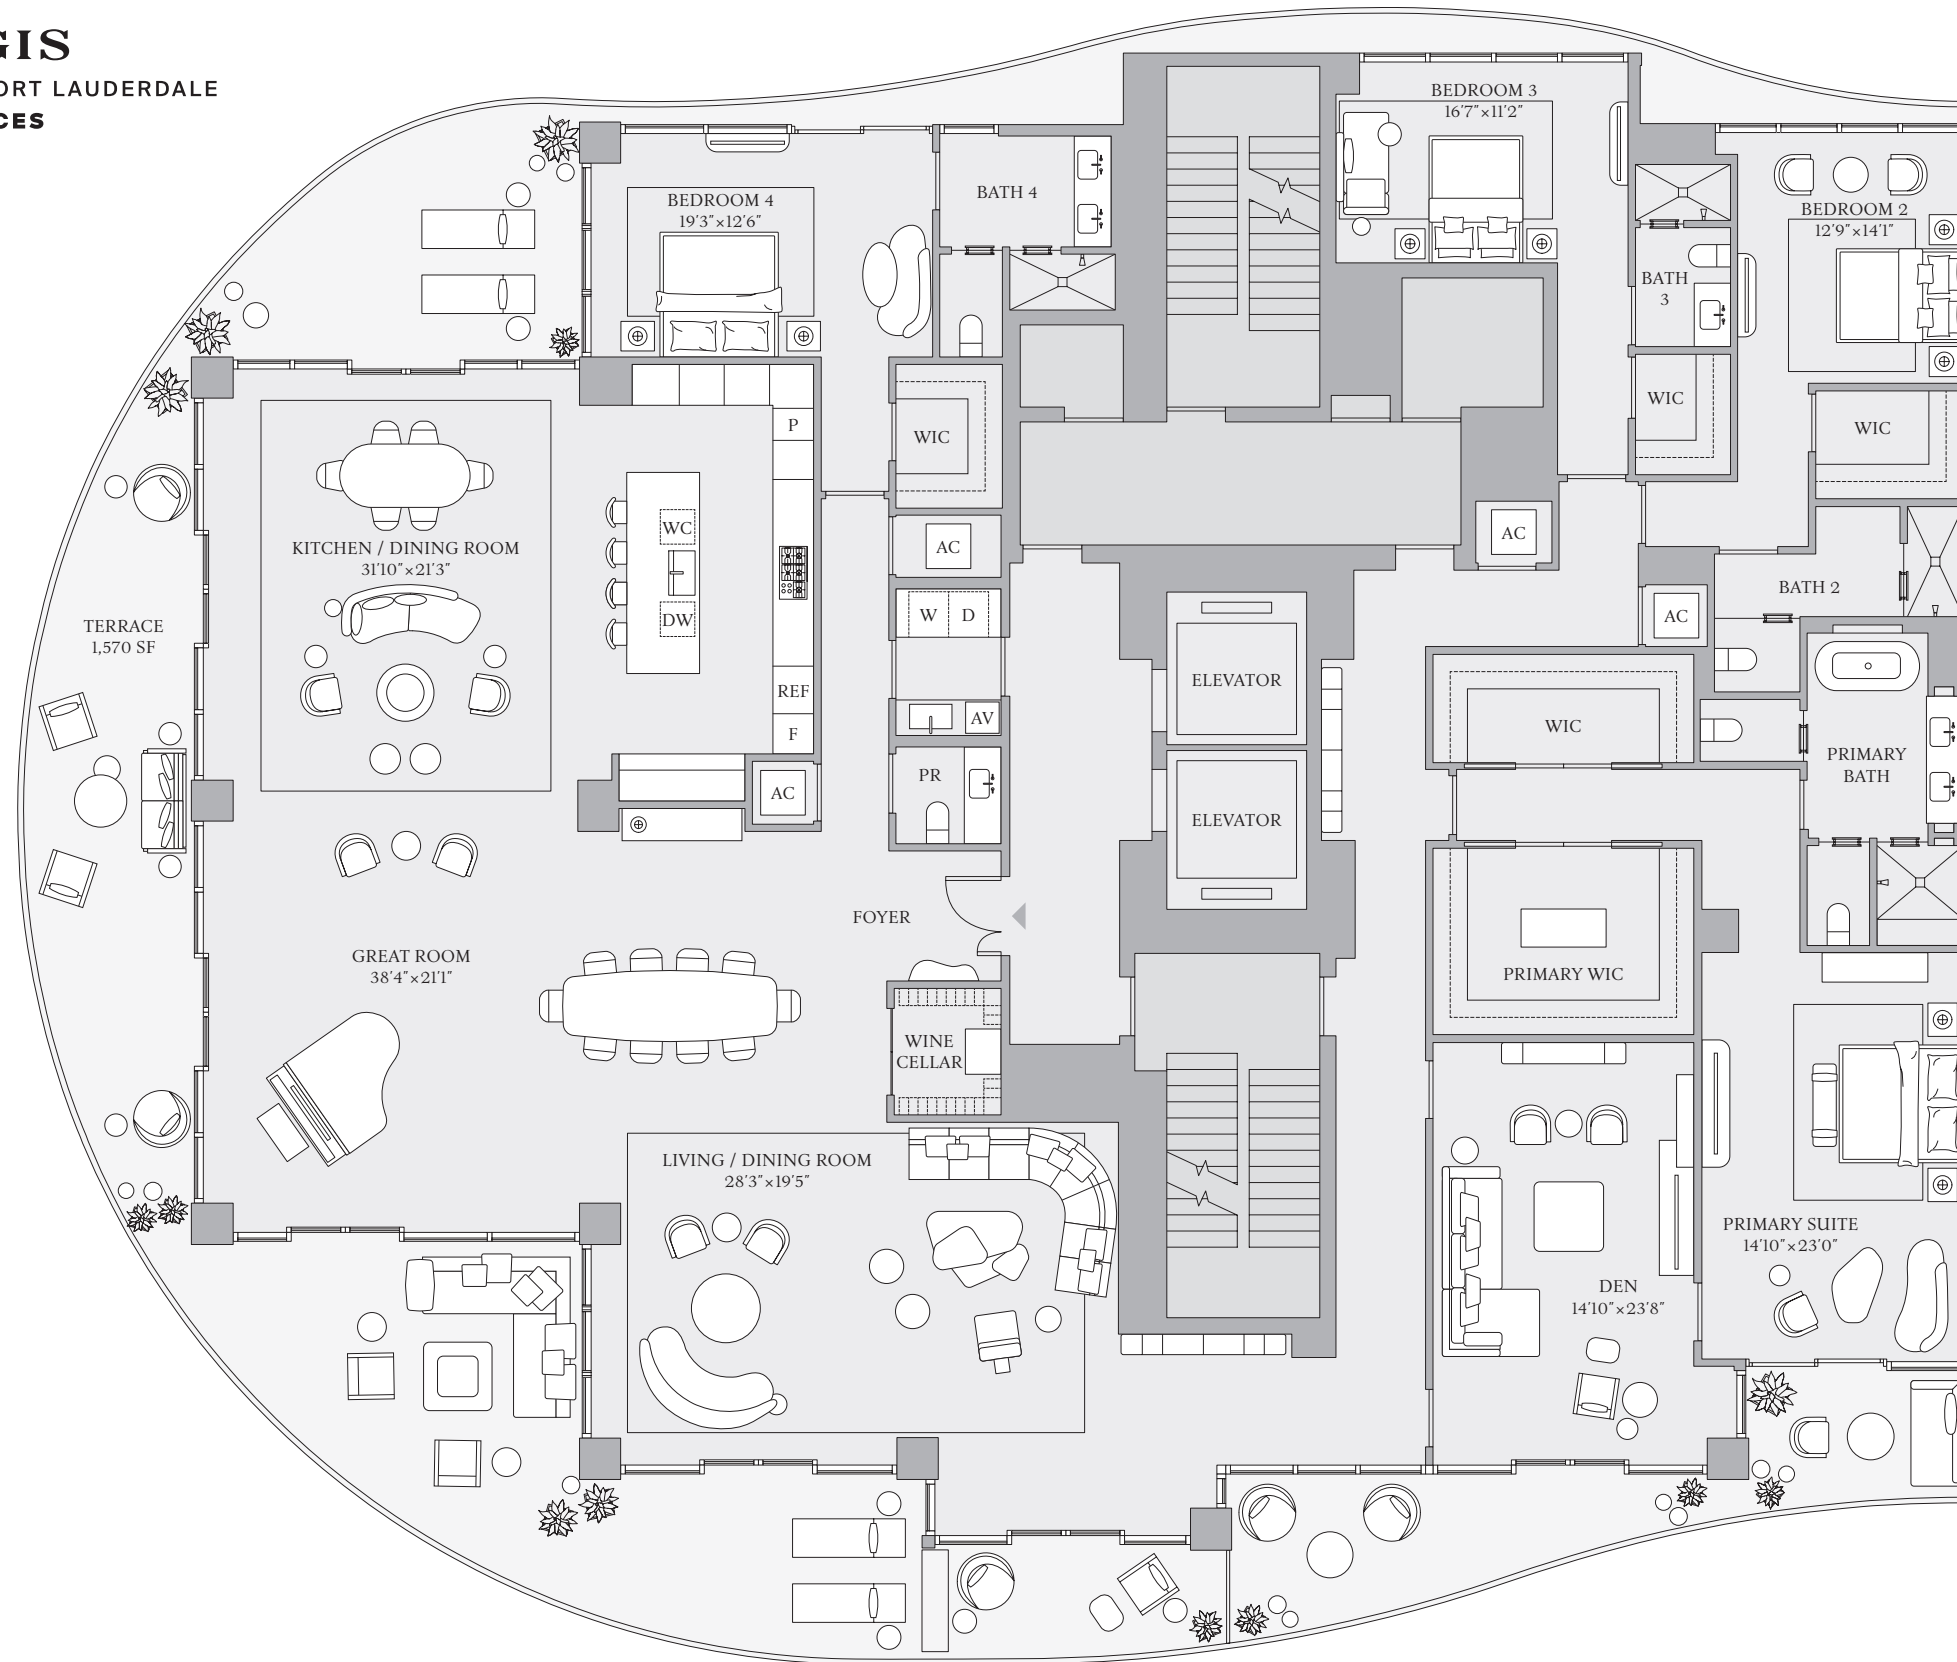 GIS
ORT LAUDERDALE
CES
BEDROOM 3
16'7"×11'2"
BEDROOM 4
19'3"×12'6"
BATH 4
BEDROOM 2
12'9"×14'1"
BATH
3
WIC
WIC
WIC
P
WC
AC
AC
KITCHEN / DINING ROOM
31'10"×21'3"
BATH 2
W
D
AC
DW
TERRACE
1,570 SF
ELEVATOR
REF
AV
WIC
F
PR
PRIMARY
BATH
AC
ELEVATOR
FOYER
GREAT ROOM
38'4"×21'1"
PRIMARY WIC
WINE
CELLAR
LIVING / DINING ROOM
28'3"×19'5"
PRIMARY SUITE
14'10"×23'0"
DEN
14'10"×23'8"